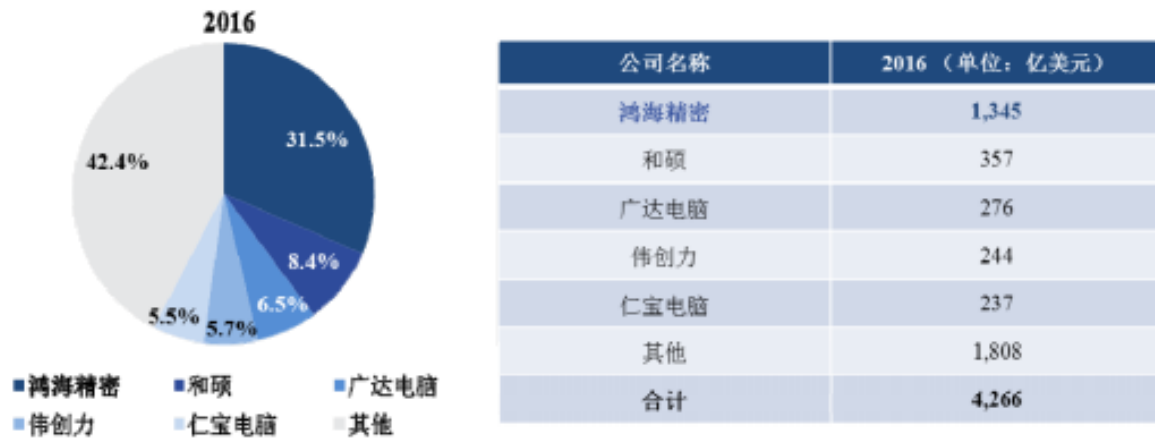 2016
31.5%
42.4%
8.4%
6.5%
5.5%
5.7%
■鸿海精密 ■和硕 ■广达电脑
■伟创力 ■仁宝电脑 ■其他
公司名称 2016 （单位：亿美元）
鸿海精密 1,345
和硕 357
广达电脑 276
伟创力 244
仁宝电脑 237
其他 1,808
合计 4,266